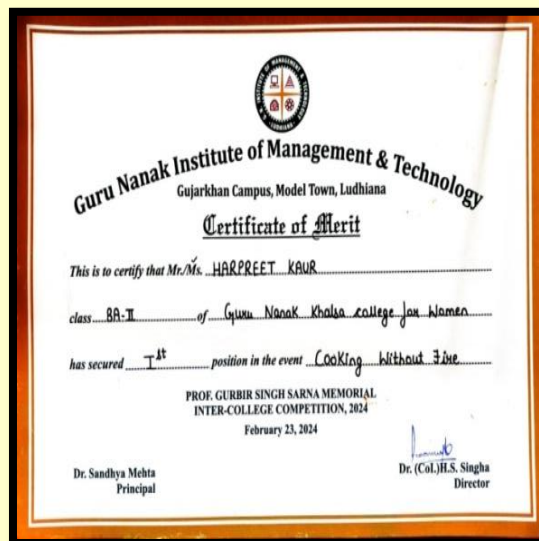 Guru Nanak Institute of Management & Technology
Gujarkhan Campus, Model Town, Ludhiana
Certificate of Merit
This is to certify that Mr./Ms. HARPREET KAUR
class BA-II of Guru Nanak Khalsa college for Women
has secured Ist position in the event Cooking Without Fire
PROF. GURBIR SINGH SARNA MEMORIAL
INTER-COLLEGE COMPETITION, 2024
February 23, 2024
Dr. Sandhya Mehta
Principal
Dr. (Col.)H.S. Singha
Director